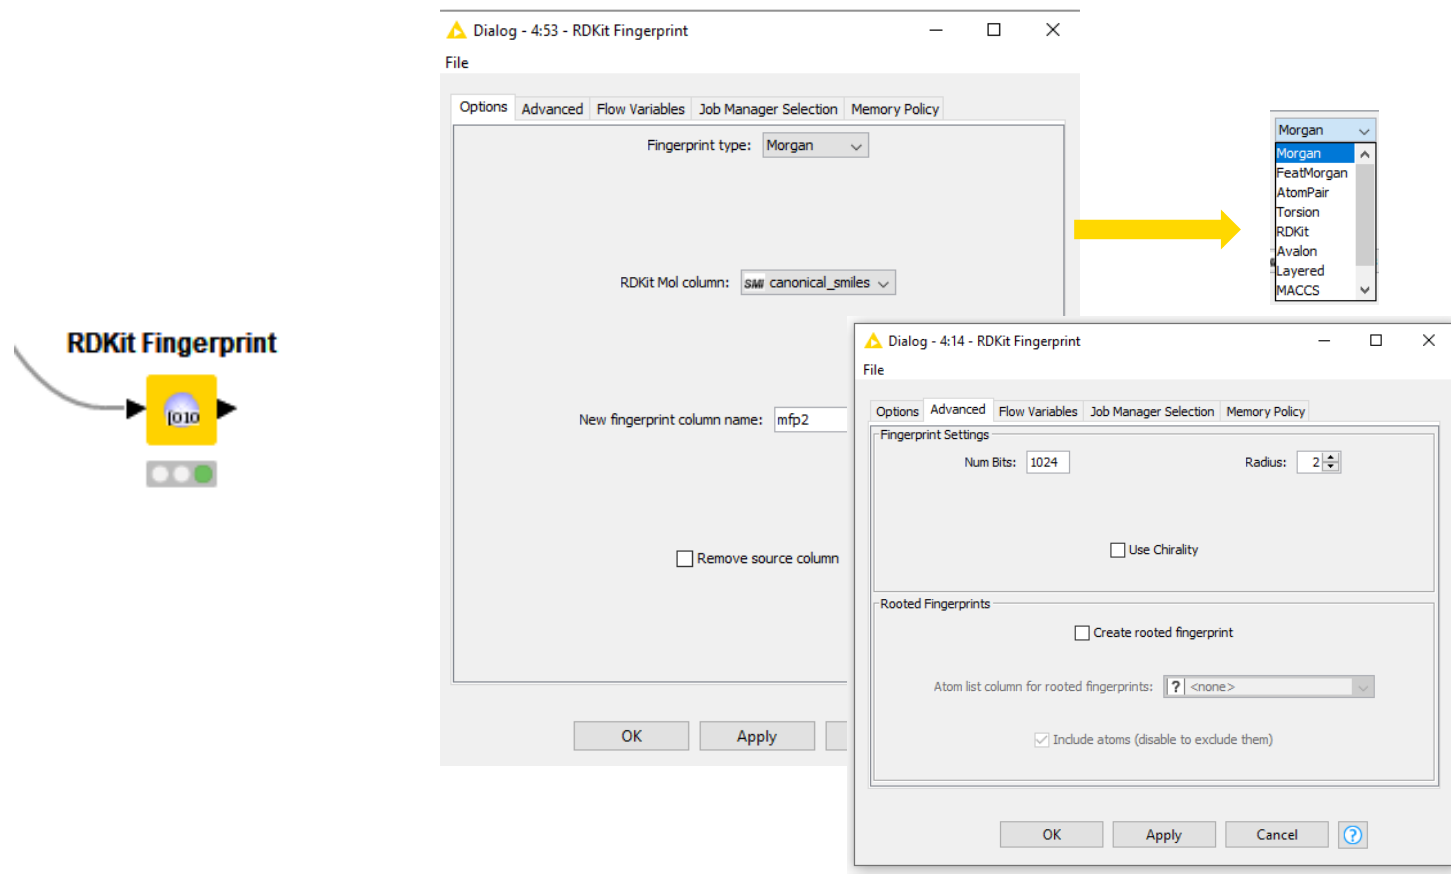 RDKit Fingerprint
[010
Dialog - 4:53 - RDKit Fingerprint
File
Options Advanced Flow Variables Job Manager Selection Memory Policy
Fingerprint type: Morgan
RDKit Mol column: SMI canonical_smiles
New fingerprint column name: mfp2
Remove source column
OK Apply
Morgan
Morgan
FeatMorgan
AtomPair
Torsion
RDKit
Avalon
Layered
MACCS
Dialog - 4:14 - RDKit Fingerprint
File
Options Advanced Flow Variables Job Manager Selection Memory Policy
Fingerprint Settings
Num Bits: 1024 Radius: 2
Use Chirality
Rooted Fingerprints
Create rooted fingerprint
Atom list column for rooted fingerprints: ? <none>
Include atoms (disable to exclude them)
OK Apply Cancel ?